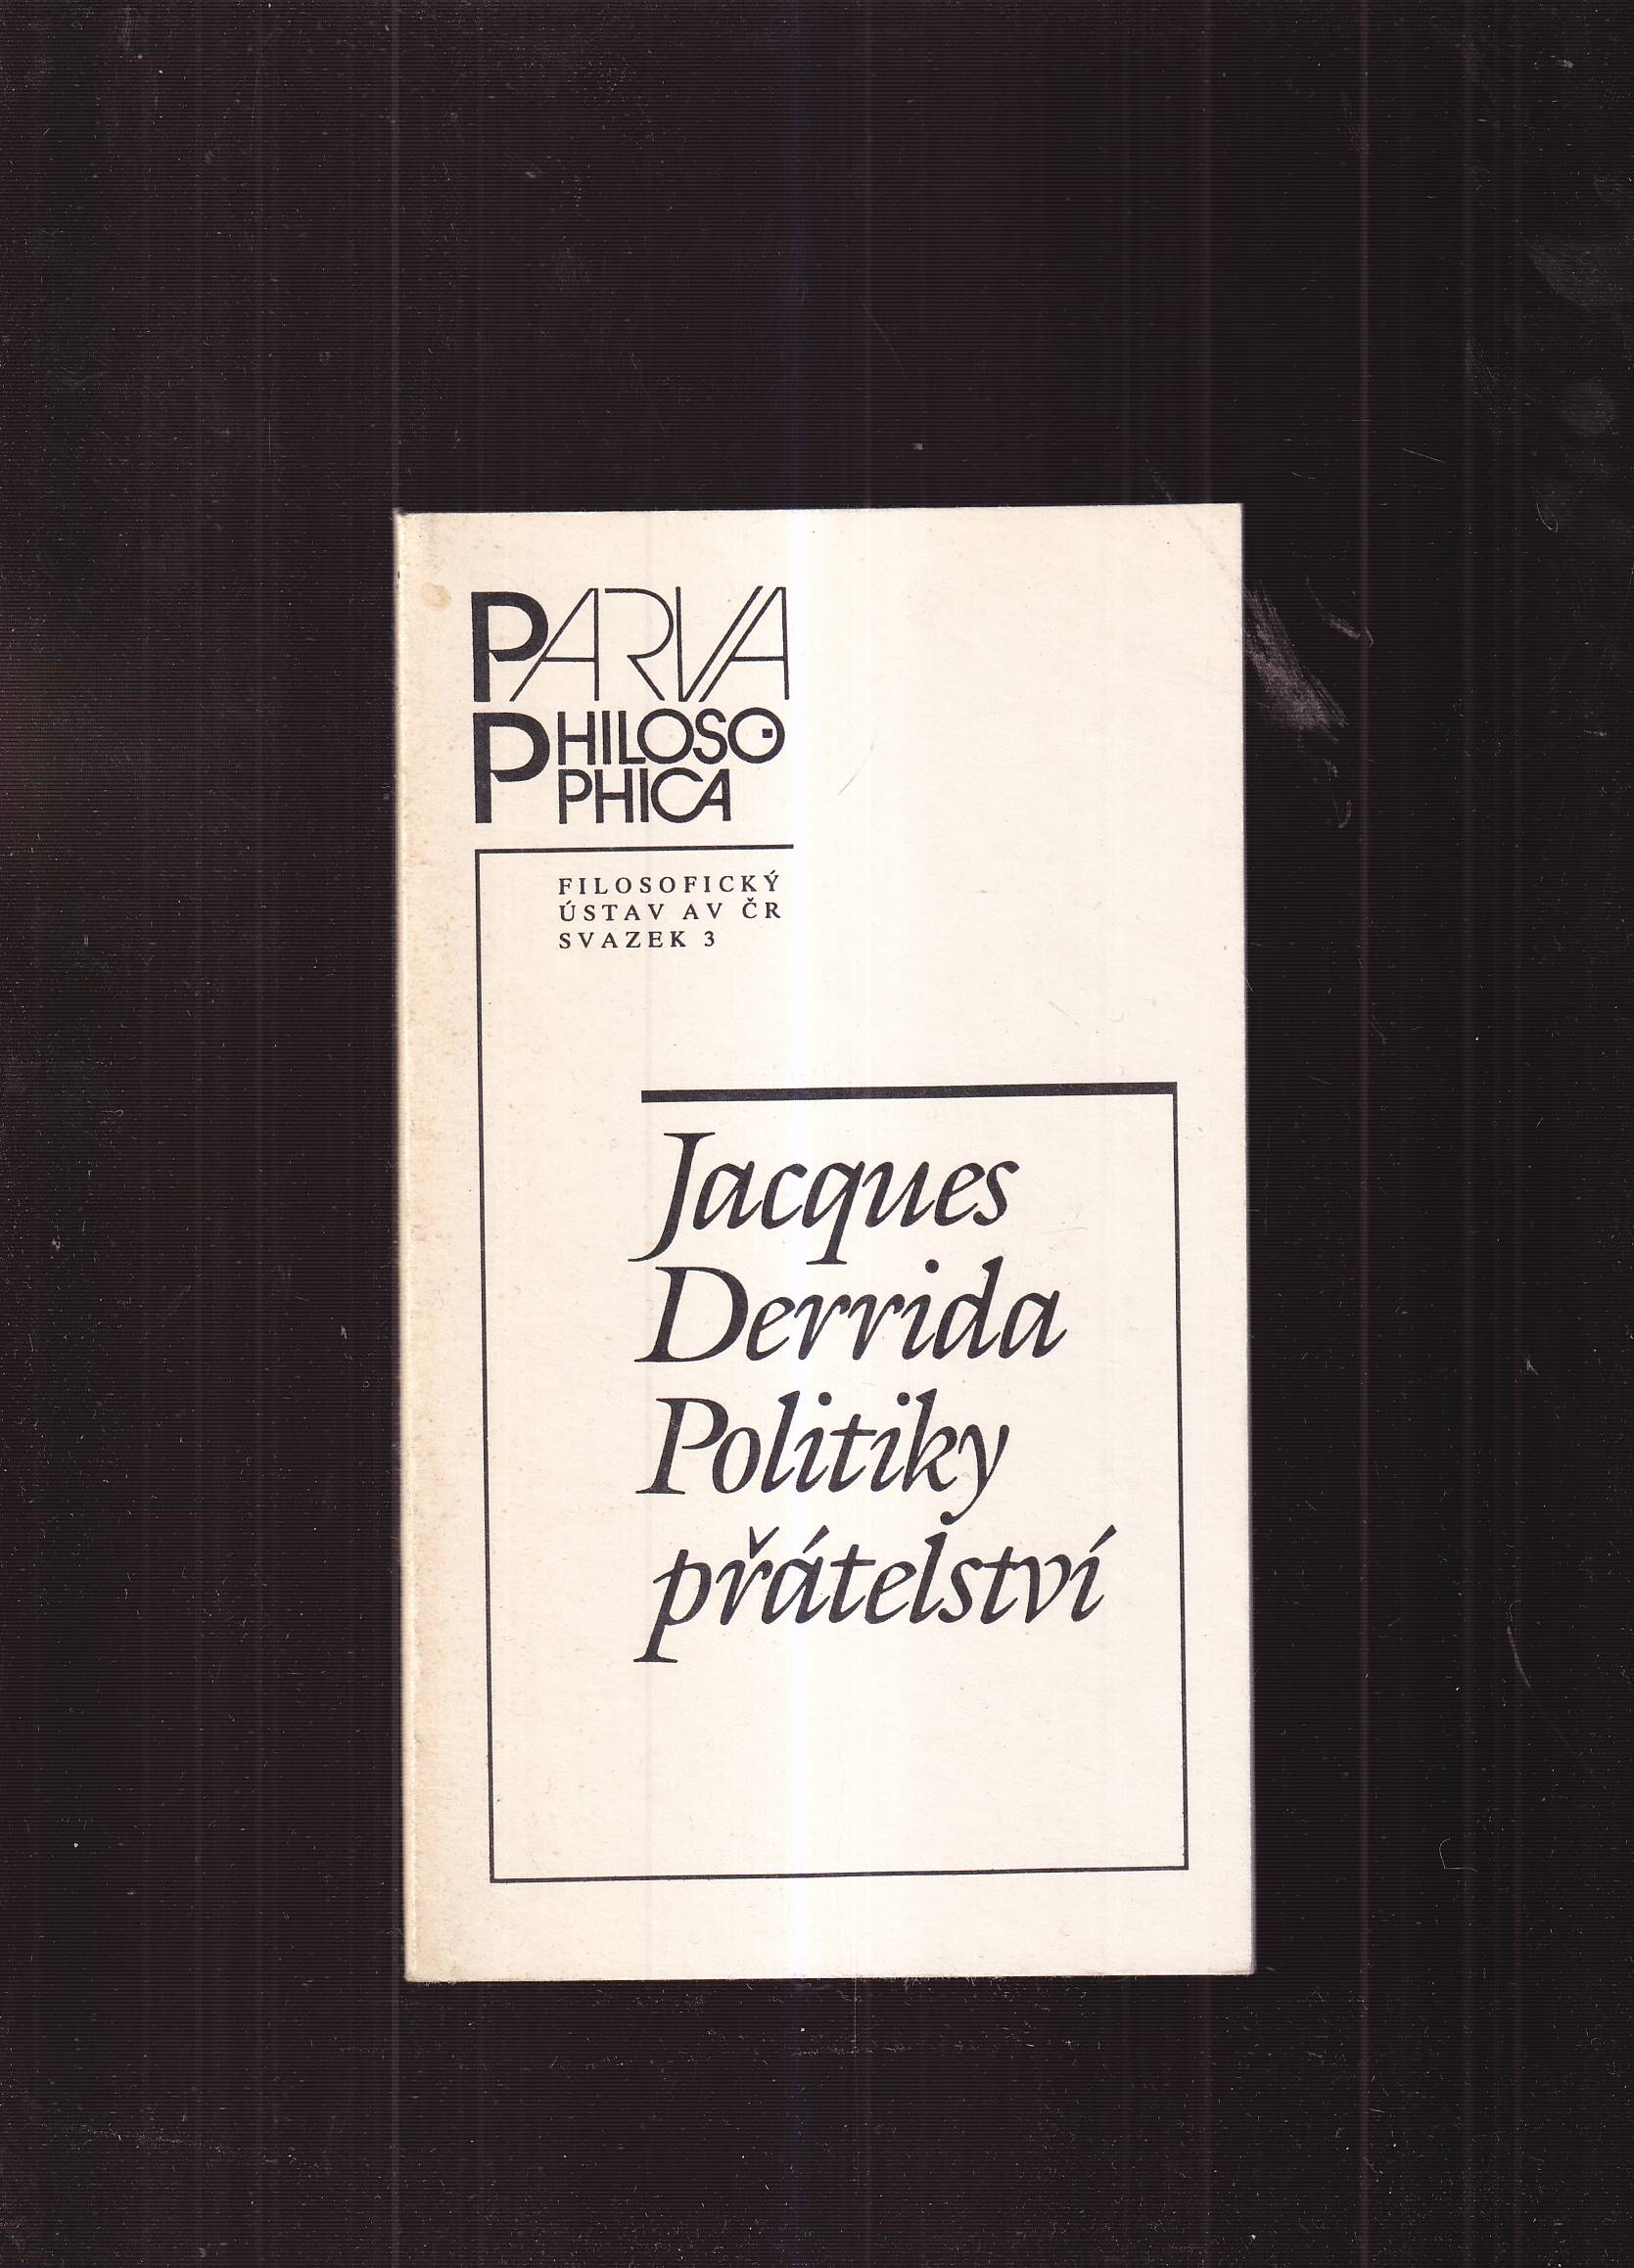 PARVA
PHILOSO
PHICA
FILOSOFICKÝ
ÚSTAV AV ČR
SVAZEK 3
Jacques
Derrida
Politiky
přátelství